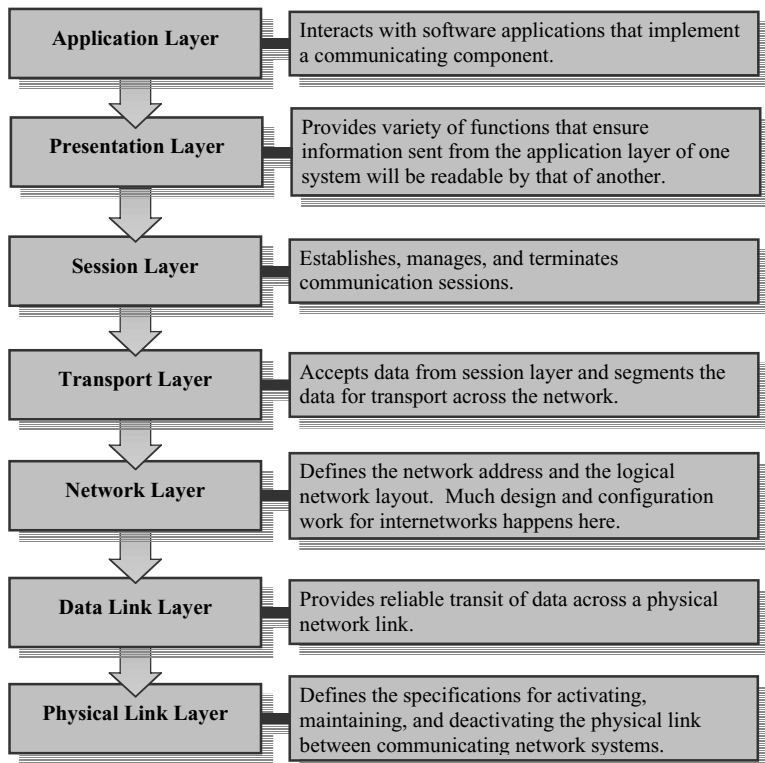 Application Layer
Interacts with software applications that implement
a communicating component.
Presentation Layer
Provides variety of functions that ensure
information sent from the application layer of one
system will be readable by that of another.
Session Layer
Establishes, manages, and terminates
communication sessions.
Transport Layer
Accepts data from session layer and segments the
data for transport across the network.
Network Layer
Defines the network address and the logical
network layout.  Much design and configuration
work for internetworks happens here.
Data Link Layer
Provides reliable transit of data across a physical
network link.
Physical Link Layer
Defines the specifications for activating,
maintaining, and deactivating the physical link
between communicating network systems.